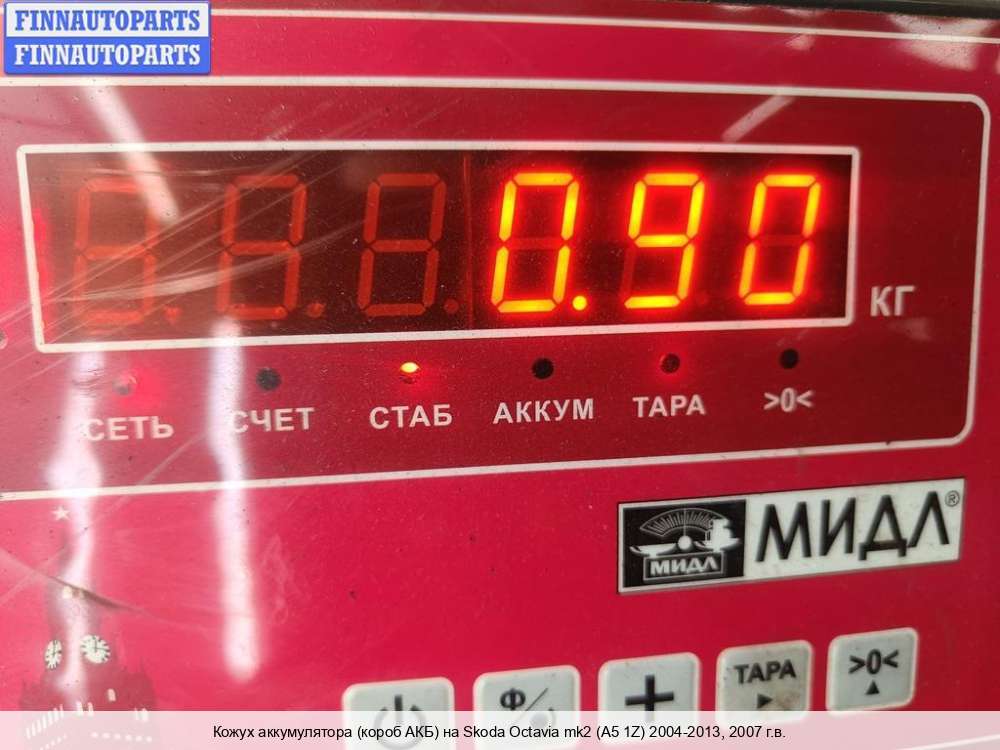 FINNAUTOPARTS
FINNAUTOPARTS
0.90
КГ
СЕТЬ СЧЕТ СТАБ АККУМ ТАРА >0<
МИДЛ МИДЛ®
Ф/ + ТАРА >0<
Кожух аккумулятора (короб АКБ) на Skoda Octavia mk2 (A5 1Z) 2004-2013, 2007 г.в.